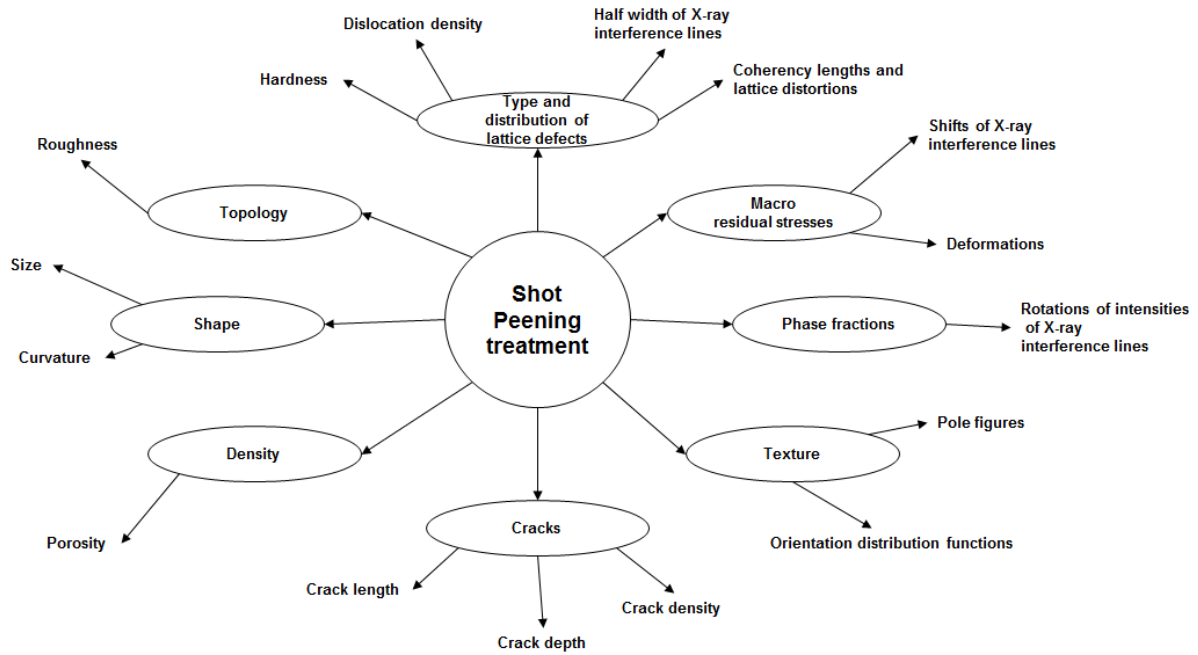 Dislocation density
Half width of X-ray
interference lines
Hardness
Coherency lengths and
lattice distortions
Type and
distribution of
lattice defects
Roughness
Shifts of X-ray
interference lines
Topology
Macro
residual stresses
Deformations
Size
Shape
Curvature
Shot
Peening
treatment
Phase fractions
Rotations of intensities
of X-ray
interference lines
Density
Porosity
Texture
Pole figures
Orientation distribution functions
Cracks
Crack length
Crack depth
Crack density